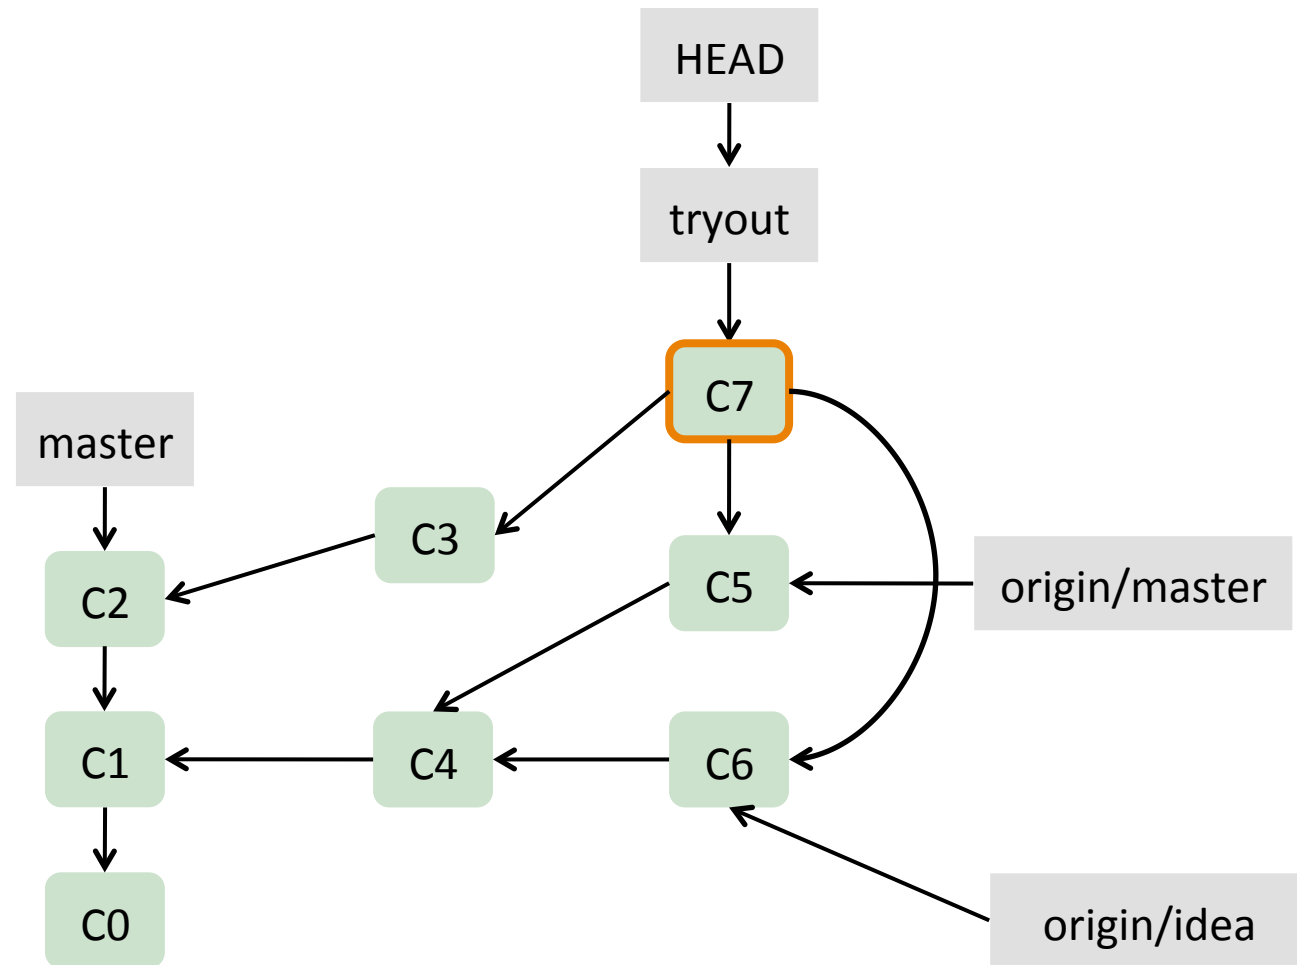 HEAD
tryout
C7
master
C3
C2
C5
origin/master
C1
C4
C6
C0
origin/idea